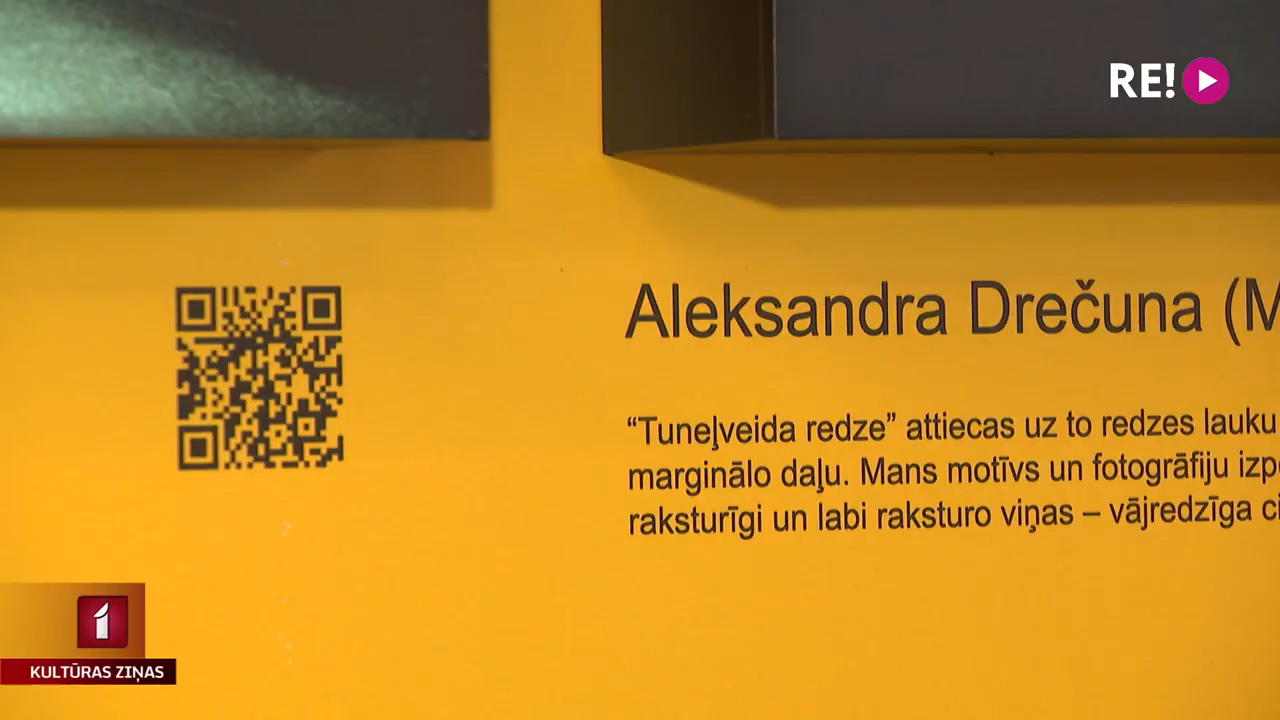 RE!
Aleksandra Drečuna (M
“Tuneļveida redze” attiecas uz to redzes lauku
marginālo daļu. Mans motīvs un fotogrāfiju izp
raksturīgi un labi raksturo viņas – vājredzīga ci
1
KULTŪRAS ZIŅAS